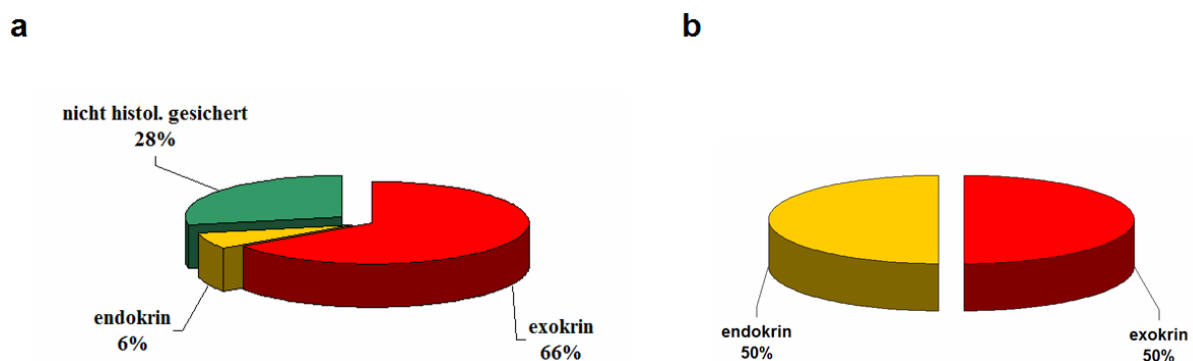 a
b
nicht histol. gesichert
28%
endokrin
6%
exokrin
66%
endokrin
50%
exokrin
50%